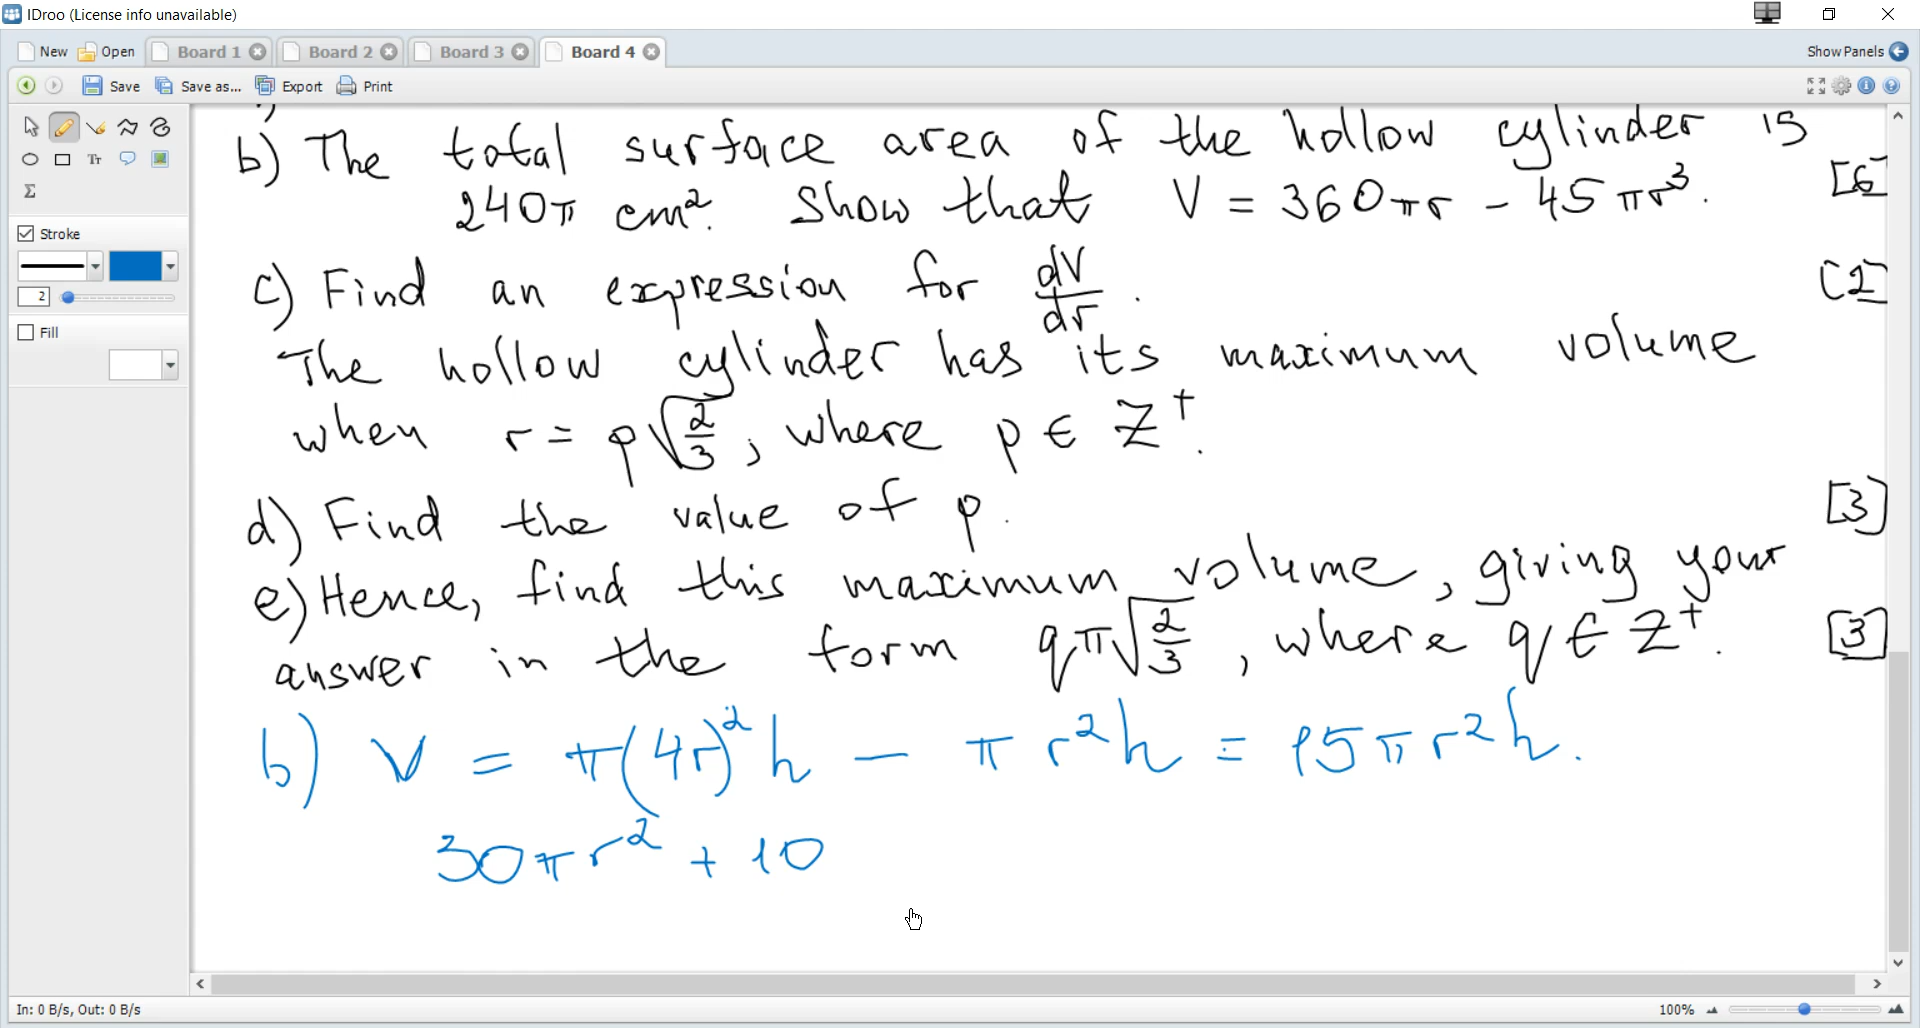 IDroo (License info unavailable)
New Open Board 1 Board 2 Board 3 Board 4 Show Panels
Save Save as... Export Print
Tт
Σ
Stroke
2
Fill
b) The total surface area of the hollow cylinder is
240π cm². Show that V = 360πr - 45πr³. [6]
c) Find an expression for dV/dr. [2]
The hollow cylinder has its maximum volume
when r = p√(2/3), where p ∈ Z⁺.
d) Find the value of p. [3]
e) Hence, find this maximum volume, giving your
answer in the form qπ√(2/3), where q ∈ Z⁺. [3]
b) V = π(4r)²h - πr²h = 15πr²h.
30πr² + 10
In: 0 B/s, Out: 0 B/s 100%